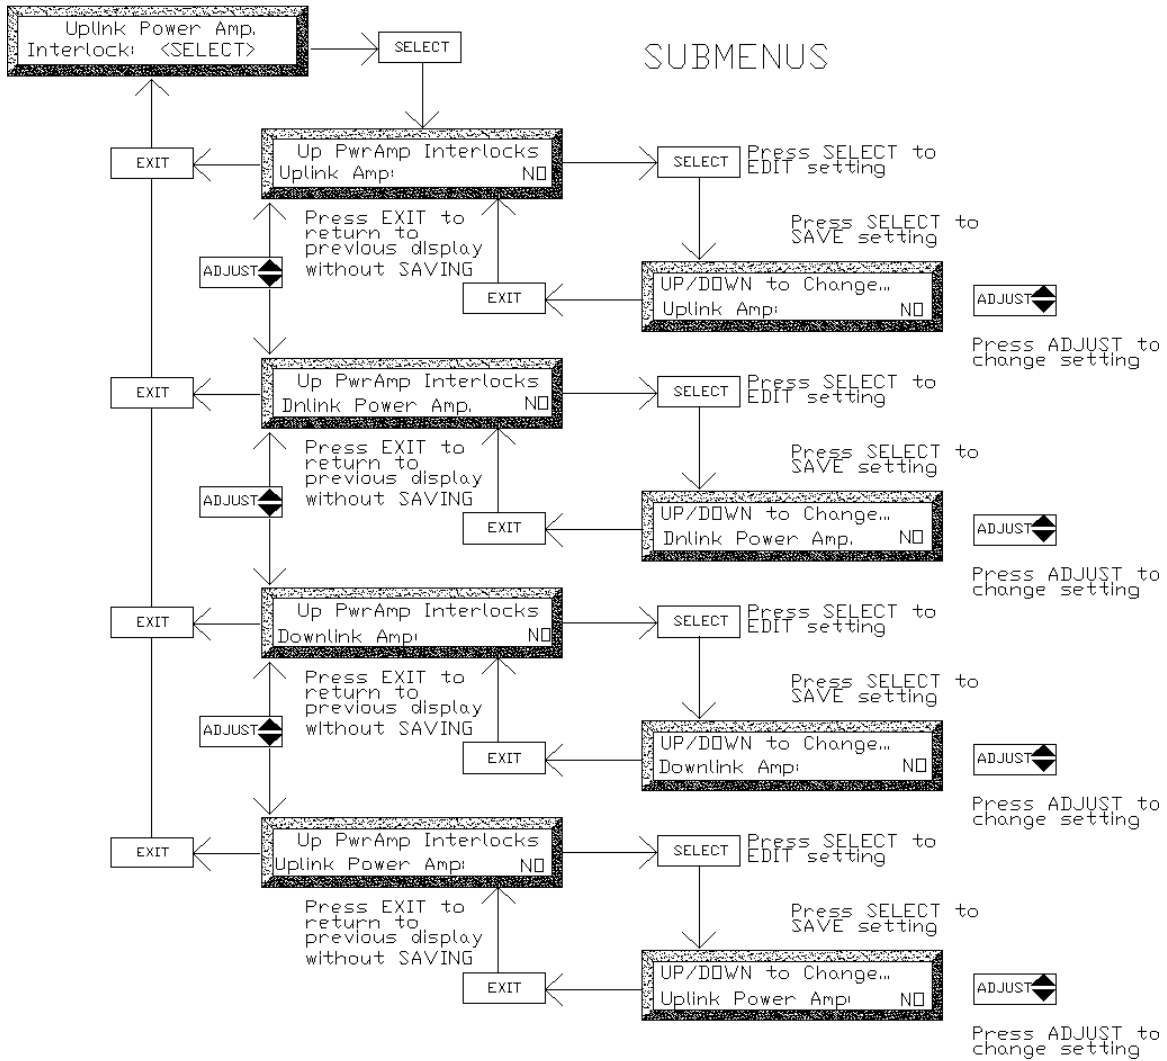 Uplink Power Amp.
Interlock: <SELECT>
SELECT
SUBMENUS
EXIT
Up PwrAmp Interlocks
Uplink Amp: NO
SELECT
Press SELECT to
EDIT setting
Press EXIT to
return to
previous display
without SAVING
ADJUST
Press SELECT to
SAVE setting
EXIT
UP/DOWN to Change...
Uplink Amp: NO
ADJUST
Press ADJUST to
change setting
EXIT
Up PwrAmp Interlocks
Dnlink Power Amp. NO
SELECT
Press SELECT to
EDIT setting
Press EXIT to
return to
previous display
without SAVING
ADJUST
Press SELECT to
SAVE setting
EXIT
UP/DOWN to Change...
Dnlink Power Amp. NO
ADJUST
Press ADJUST to
change setting
EXIT
Up PwrAmp Interlocks
Downlink Amp: NO
SELECT
Press SELECT to
EDIT setting
Press EXIT to
return to
previous display
without SAVING
ADJUST
Press SELECT to
SAVE setting
EXIT
UP/DOWN to Change...
Downlink Amp: NO
ADJUST
Press ADJUST to
change setting
EXIT
Up PwrAmp Interlocks
Uplink Power Amp: NO
SELECT
Press SELECT to
EDIT setting
Press EXIT to
return to
previous display
without SAVING
Press SELECT to
SAVE setting
EXIT
UP/DOWN to Change...
Uplink Power Amp: NO
ADJUST
Press ADJUST to
change setting